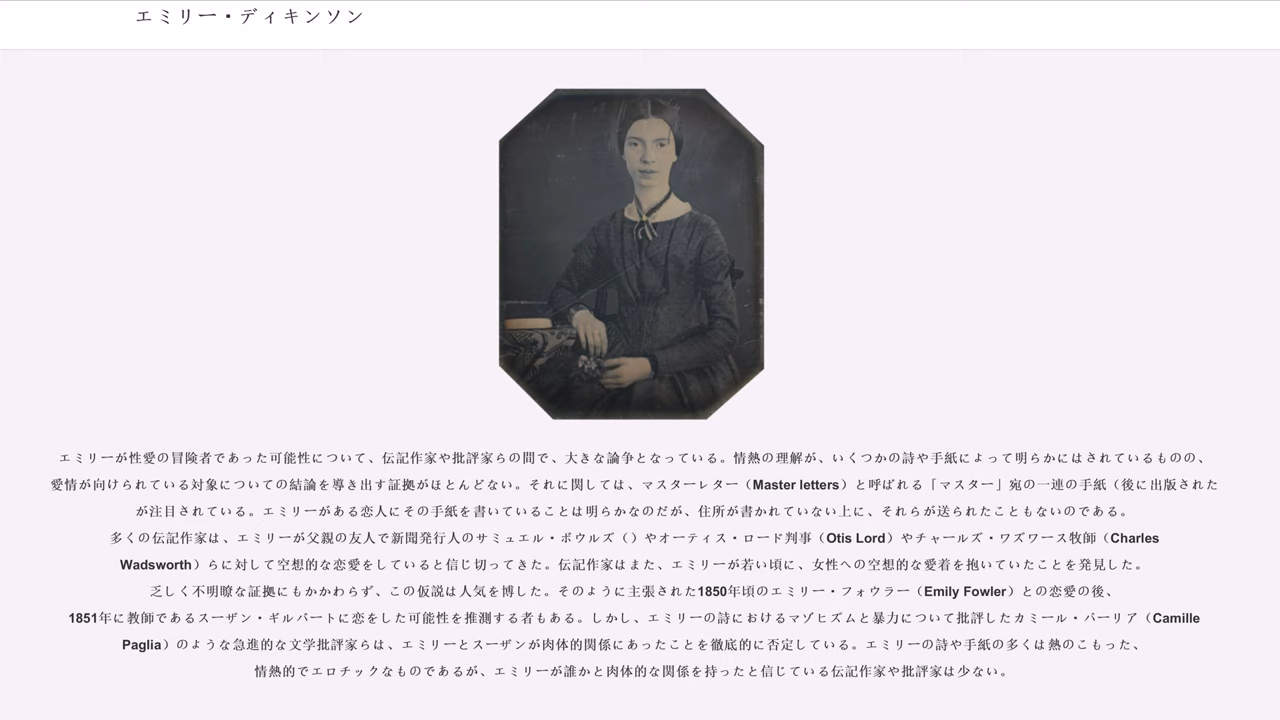 エミリー・ディキンソン
エミリーが性愛の冒険者であった可能性について、伝記作家や批評家らの間で、大きな論争となっている。情熱の理解が、いくつかの詩や手紙によって明らかにはされているものの、
愛情が向けられている対象についての結論を導き出す証拠がほとんどない。それに関しては、マスターレター（Master letters）と呼ばれる「マスター」宛の一連の手紙（後に出版された
が注目されている。エミリーがある恋人にその手紙を書いていることは明らかなのだが、住所が書かれていない上に、それらが送られたこともないのである。
多くの伝記作家は、エミリーが父親の友人で新聞発行人のサミュエル・ボウルズ（）やオーティス・ロード判事（Otis Lord）やチャールズ・ワズワース牧師（Charles
Wadsworth）らに対して空想的な恋愛をしていると信じ切ってきた。伝記作家はまた、エミリーが若い頃に、女性への空想的な愛着を抱いていたことを発見した。
乏しく不明瞭な証拠にもかかわらず、この仮説は人気を博した。そのように主張された1850年頃のエミリー・フォウラー（Emily Fowler）との恋愛の後、
1851年に教師であるスーザン・ギルバートに恋をした可能性を推測する者もある。しかし、エミリーの詩におけるマゾヒズムと暴力について批評したカミール・パーリア（Camille
Paglia）のような急進的な文学批評家らは、エミリーとスーザンが肉体的関係にあったことを徹底的に否定している。エミリーの詩や手紙の多くは熱のこもった、
情熱的でエロチックなものであるが、エミリーが誰かと肉体的な関係を持ったと信じている伝記作家や批評家は少ない。